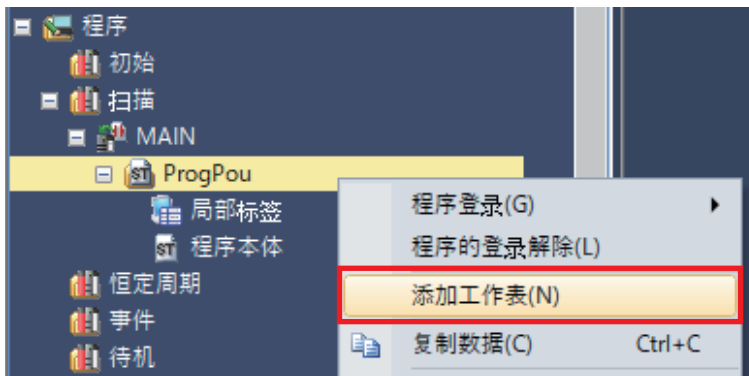 程序
初始
扫描
MAIN
ST ProgPou
局部标签
ST 程序本体
恒定周期
事件
待机
程序登录(G)
程序的登录解除(L)
添加工作表(N)
复制数据(C) Ctrl+C